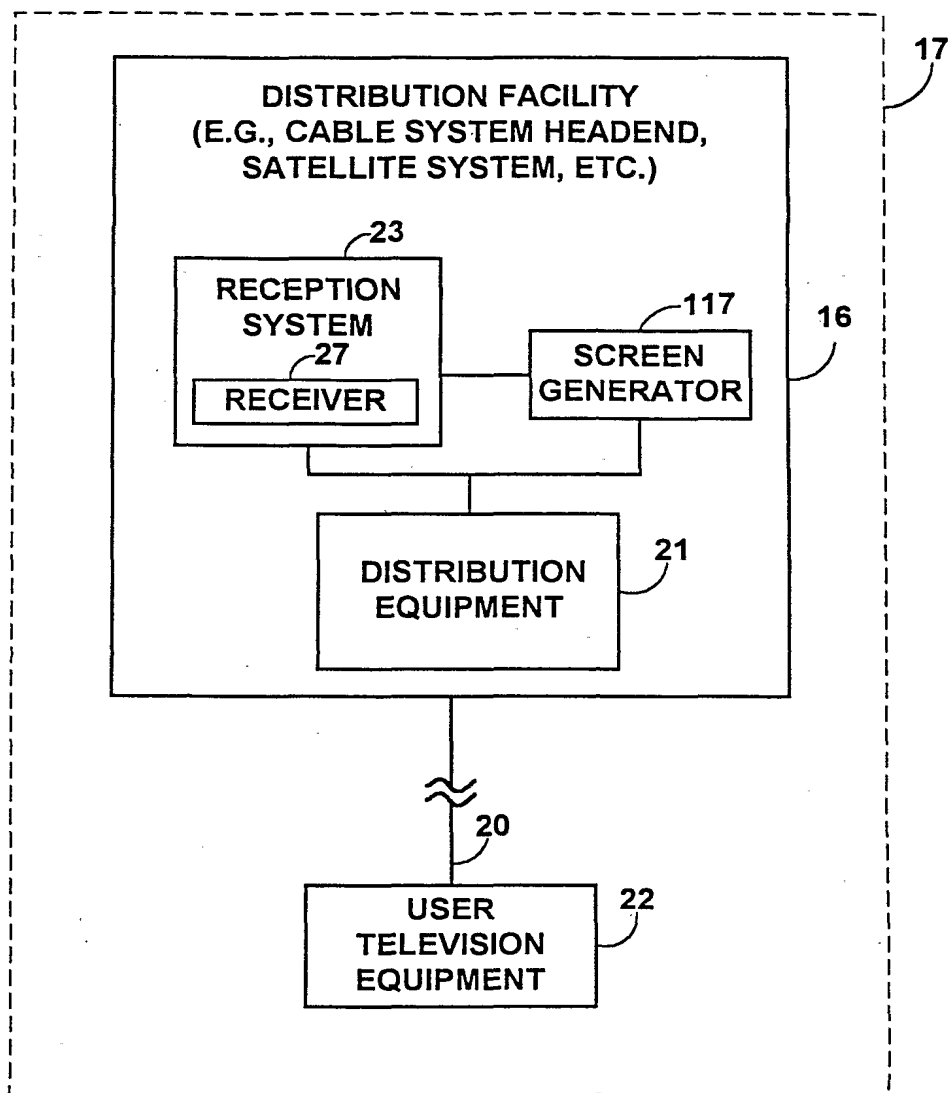 17
DISTRIBUTION FACILITY
(E.G., CABLE SYSTEM HEADEND,
SATELLITE SYSTEM, ETC.)
23
RECEPTION
SYSTEM
27
RECEIVER
117
SCREEN
GENERATOR
16
DISTRIBUTION
EQUIPMENT
21
20
USER
TELEVISION
EQUIPMENT
22